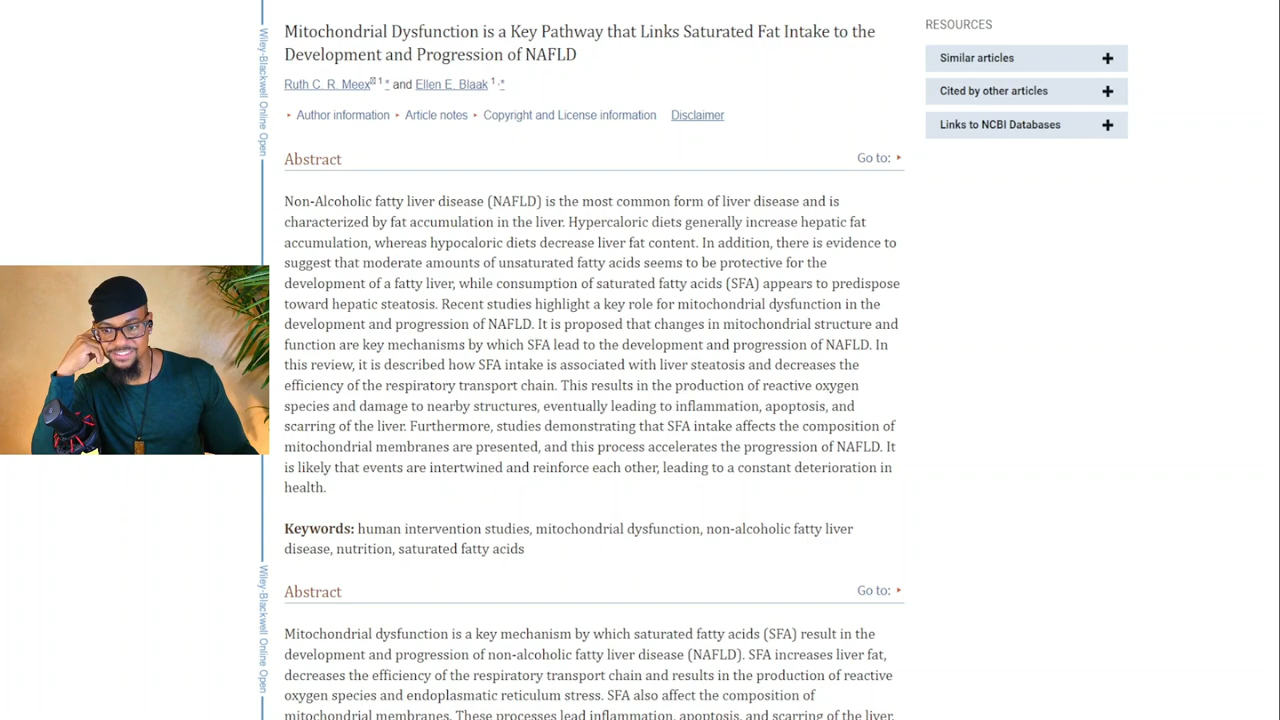 Mitochondrial Dysfunction is a Key Pathway that Links Saturated Fat Intake to the
Development and Progression of NAFLD
Ruth C. R. Meex 1, * and Ellen E. Blaak 1, *
Author information Article notes Copyright and License information Disclaimer
Abstract
Go to:
Non-Alcoholic fatty liver disease (NAFLD) is the most common form of liver disease and is
characterized by fat accumulation in the liver. Hypercaloric diets generally increase hepatic fat
accumulation, whereas hypocaloric diets decrease liver fat content. In addition, there is evidence to
suggest that moderate amounts of unsaturated fatty acids seems to be protective for the
development of a fatty liver, while consumption of saturated fatty acids (SFA) appears to predispose
toward hepatic steatosis. Recent studies highlight a key role for mitochondrial dysfunction in the
development and progression of NAFLD. It is proposed that changes in mitochondrial structure and
function are key mechanisms by which SFA lead to the development and progression of NAFLD. In
this review, it is described how SFA intake is associated with liver steatosis and decreases the
efficiency of the respiratory transport chain. This results in the production of reactive oxygen
species and damage to nearby structures, eventually leading to inflammation, apoptosis, and
scarring of the liver. Furthermore, studies demonstrating that SFA intake affects the composition of
mitochondrial membranes are presented, and this process accelerates the progression of NAFLD. It
is likely that events are intertwined and reinforce each other, leading to a constant deterioration in
health.
Keywords: human intervention studies, mitochondrial dysfunction, non-alcoholic fatty liver
disease, nutrition, saturated fatty acids
Abstract
Go to:
Mitochondrial dysfunction is a key mechanism by which saturated fatty acids (SFA) result in the
development and progression of non-alcoholic fatty liver disease (NAFLD). SFA increases liver fat,
decreases the efficiency of the respiratory transport chain and results in the production of reactive
oxygen species and endoplasmatic reticulum stress. SFA also affect the composition of
mitochondrial membranes. These processes lead inflammation, apoptosis, and scarring of the liver.
RESOURCES
Similar articles
Cited by other articles
Links to NCBI Databases
Wiley-Blackwell Online Open
Wiley-Blackwell Online Open